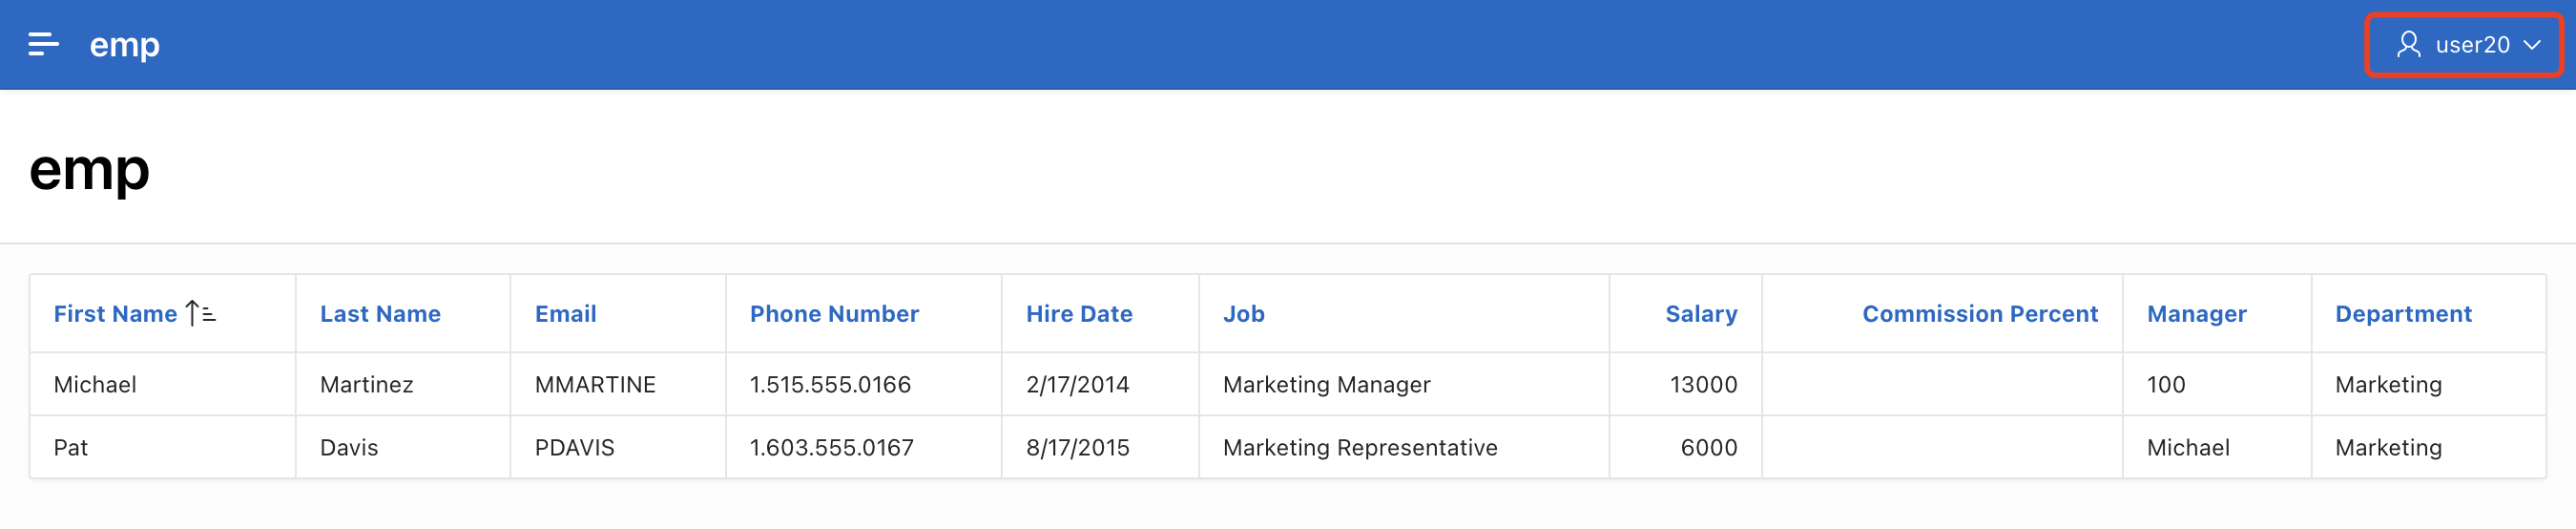 emp user20
emp
First Name Last Name Email Phone Number Hire Date Job Salary Commission Percent Manager Department
Michael Martinez MMARTINE 1.515.555.0166 2/17/2014 Marketing Manager 13000 100 Marketing
Pat Davis PDAVIS 1.603.555.0167 8/17/2015 Marketing Representative 6000 Michael Marketing